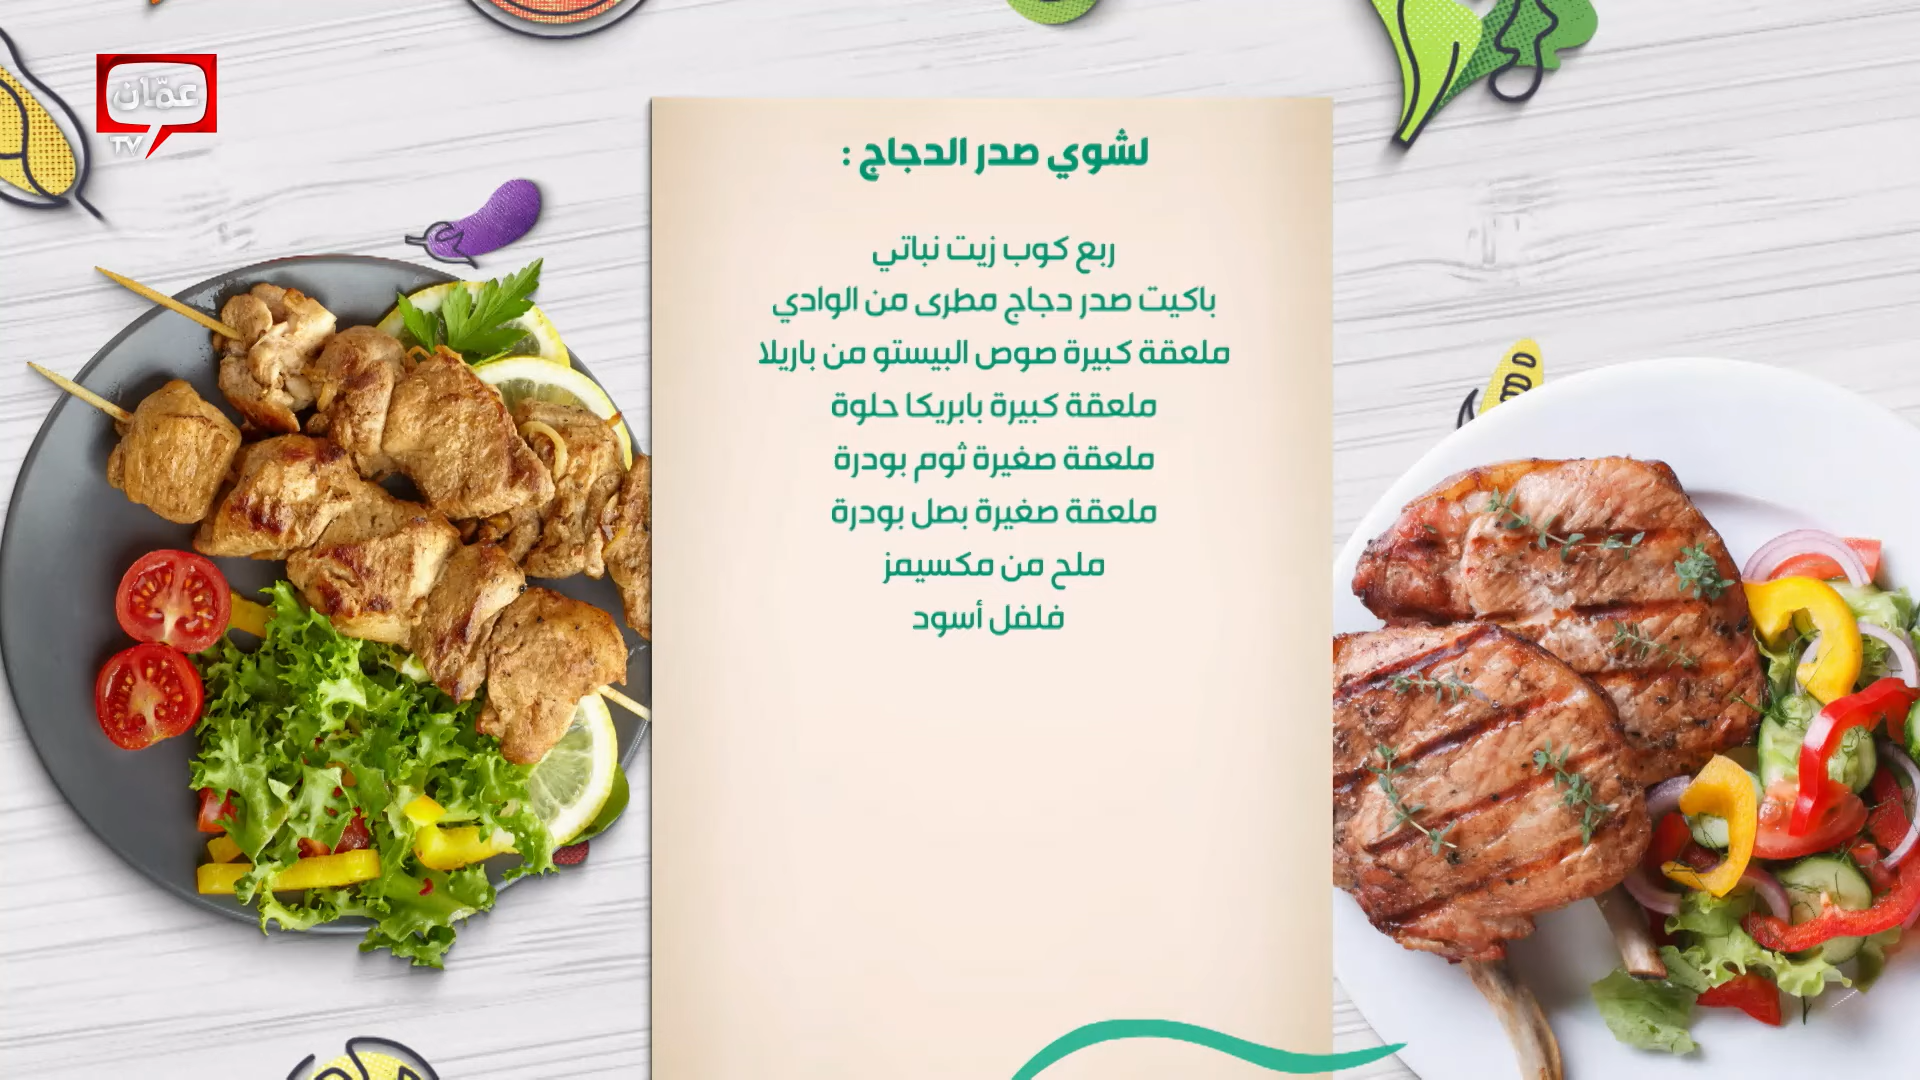 عمّان
TV
لشوي صدر الدجاج :
ربع كوب زيت نباتي
باكيت صدر دجاج مطرى من الوادي
ملعقة كبيرة صوص البيستو من باريلا
ملعقة كبيرة بابريكا حلوة
ملعقة صغيرة ثوم بودرة
ملعقة صغيرة بصل بودرة
ملح من مكسيمز
فلفل أسود